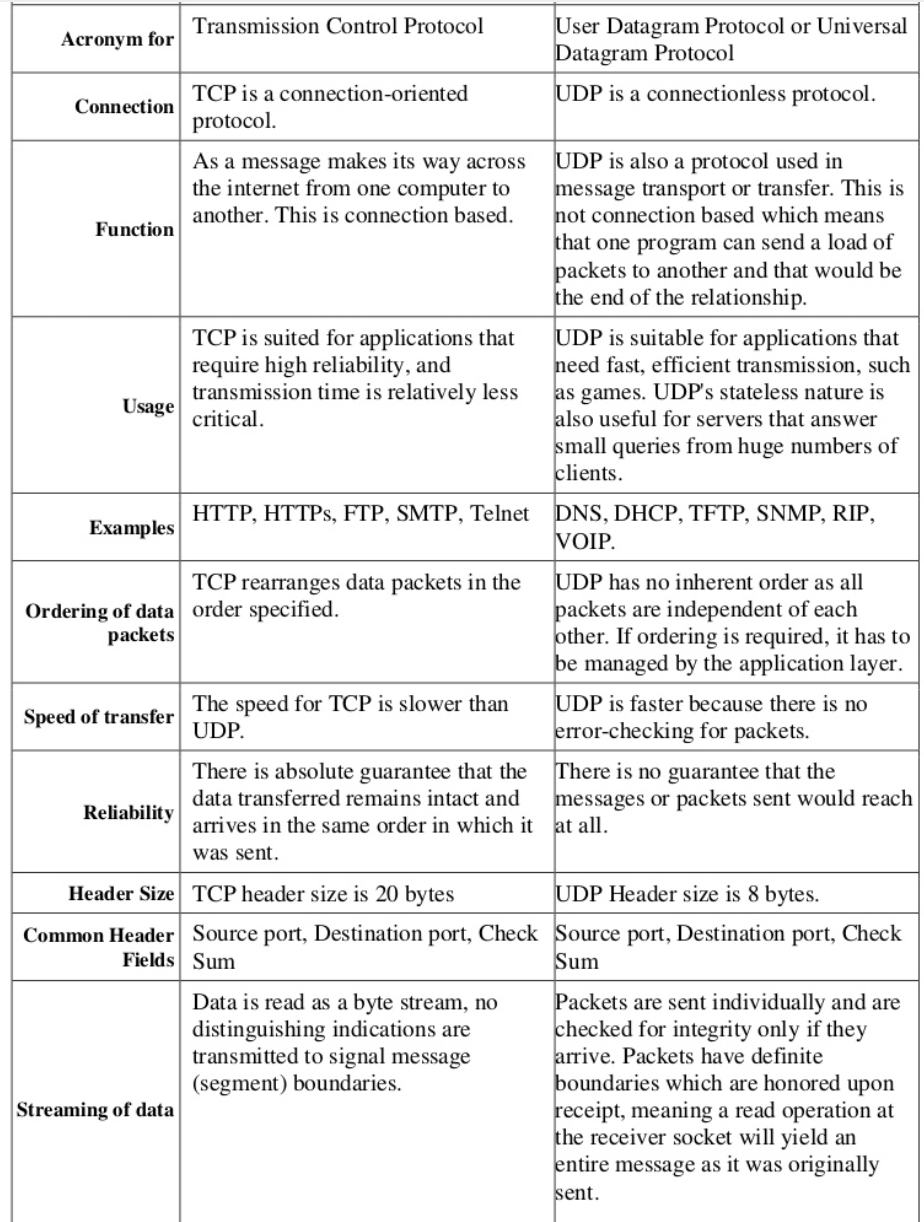 Acronym for
Transmission Control Protocol
User Datagram Protocol or Universal
Datagram Protocol
Connection
TCP is a connection-oriented
protocol.
UDP is a connectionless protocol.
Function
As a message makes its way across
the internet from one computer to
another. This is connection based.
UDP is also a protocol used in
message transport or transfer. This is
not connection based which means
that one program can send a load of
packets to another and that would be
the end of the relationship.
Usage
TCP is suited for applications that
require high reliability, and
transmission time is relatively less
critical.
UDP is suitable for applications that
need fast, efficient transmission, such
as games. UDP's stateless nature is
also useful for servers that answer
small queries from huge numbers of
clients.
Examples
HTTP, HTTPs, FTP, SMTP, Telnet
DNS, DHCP, TFTP, SNMP, RIP,
VOIP.
Ordering of data
packets
TCP rearranges data packets in the
order specified.
UDP has no inherent order as all
packets are independent of each
other. If ordering is required, it has to
be managed by the application layer.
Speed of transfer
The speed for TCP is slower than
UDP.
UDP is faster because there is no
error-checking for packets.
Reliability
There is absolute guarantee that the
data transferred remains intact and
arrives in the same order in which it
was sent.
There is no guarantee that the
messages or packets sent would reach
at all.
Header Size
TCP header size is 20 bytes
UDP Header size is 8 bytes.
Common Header
Fields
Source port, Destination port, Check
Sum
Source port, Destination port, Check
Sum
Streaming of data
Data is read as a byte stream, no
distinguishing indications are
transmitted to signal message
(segment) boundaries.
Packets are sent individually and are
checked for integrity only if they
arrive. Packets have definite
boundaries which are honored upon
receipt, meaning a read operation at
the receiver socket will yield an
entire message as it was originally
sent.